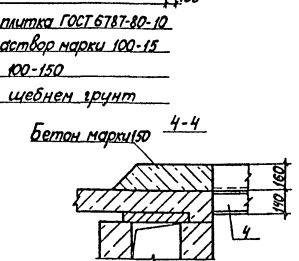 плитка ГОСТ 6787-80-10
аствор марки 100-15
100-150
щебнем грунт
4-4
Бетон марки 150
160
140
4